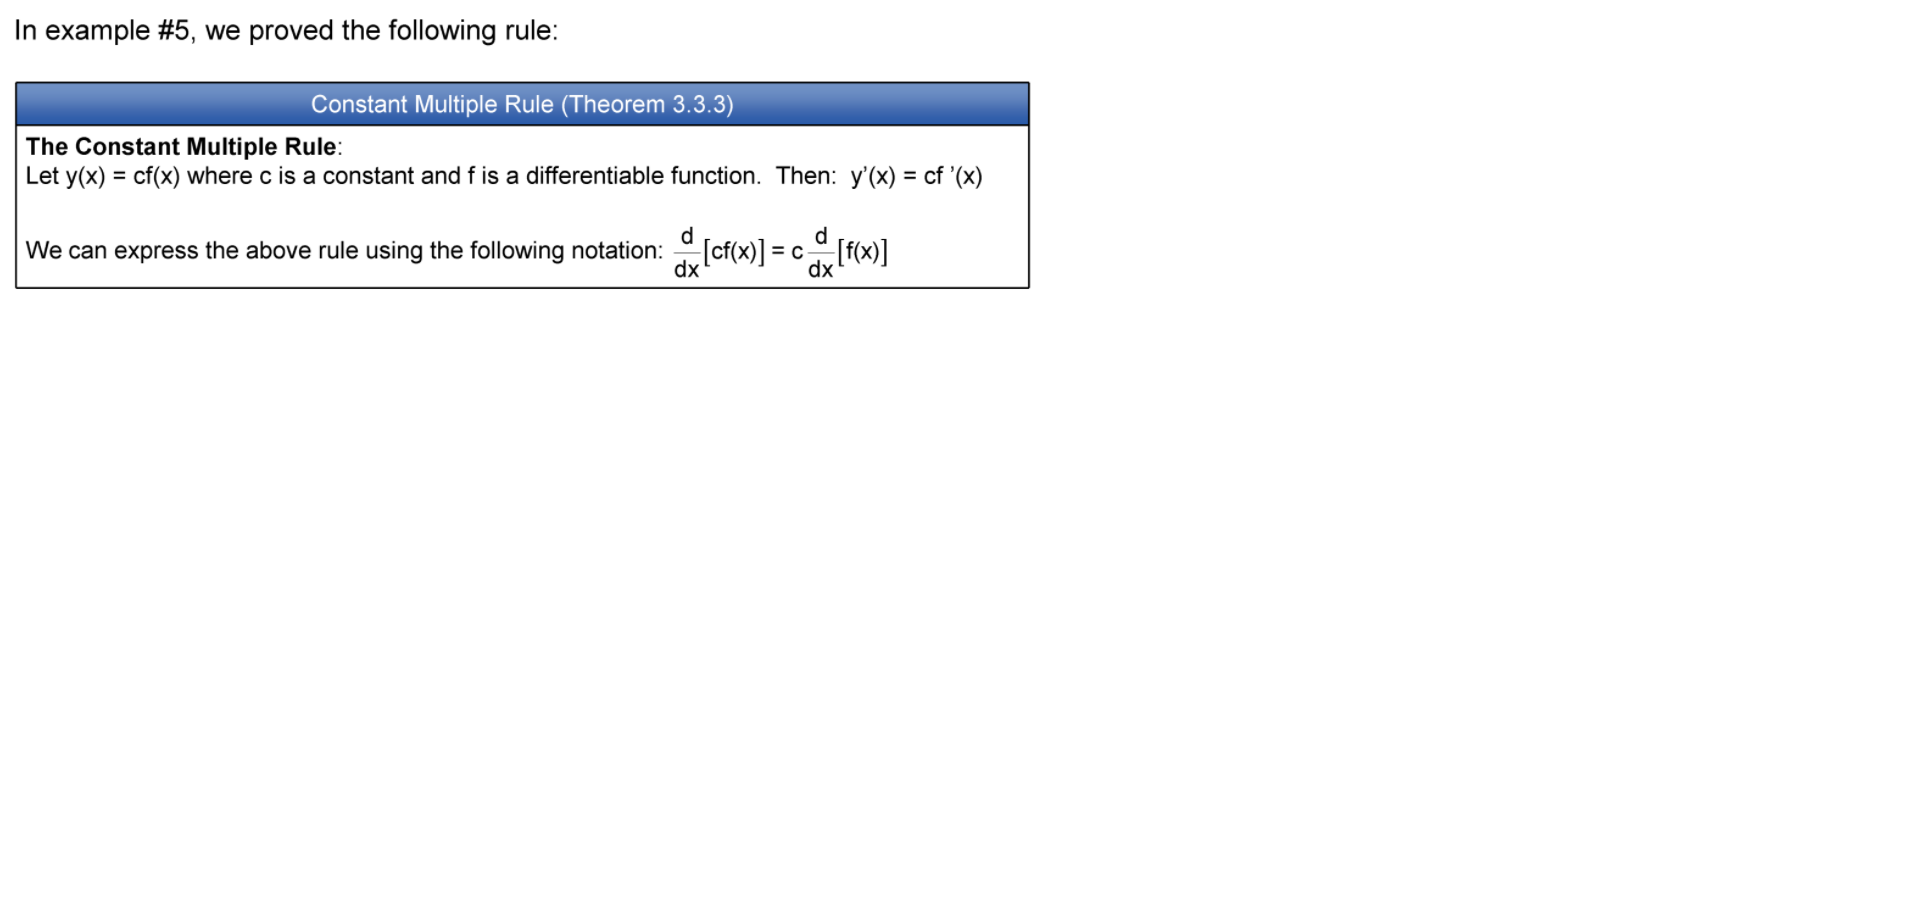 In example #5, we proved the following rule:
Constant Multiple Rule (Theorem 3.3.3)
The Constant Multiple Rule:
Let y(x) = cf(x) where c is a constant and f is a differentiable function.  Then:  y’(x) = cf ’(x)
We can express the above rule using the following notation: d/dx [cf(x)] = c d/dx [f(x)]